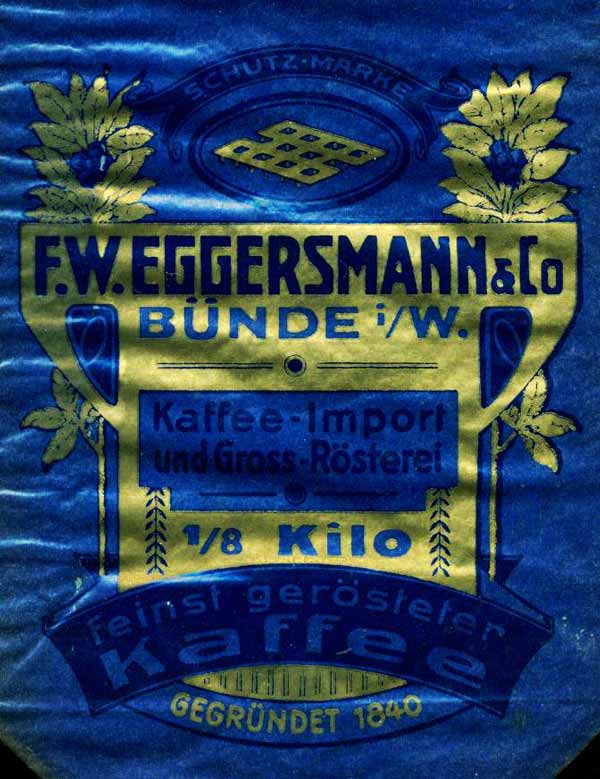 SCHUTZ-MARKE
F.W. EGGERSMANN & Co
BÜNDE i/W.
Kaffee-Import
und Gross-Rösterei
1/8 Kilo
feinst gerösteter
Kaffee
GEGRÜNDET 1840